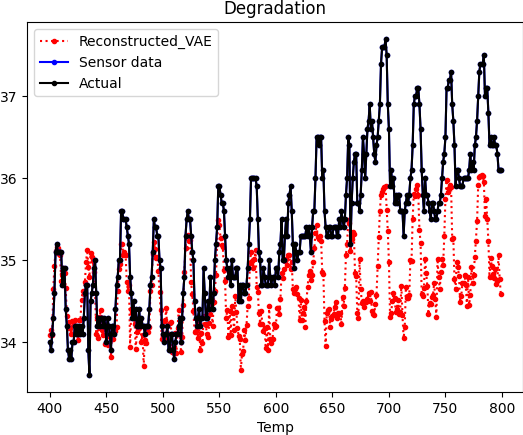 Degradation
Reconstructed_VAE
Sensor data
Actual
37
36
35
34
400 450 500 550 600 650 700 750 800
Temp